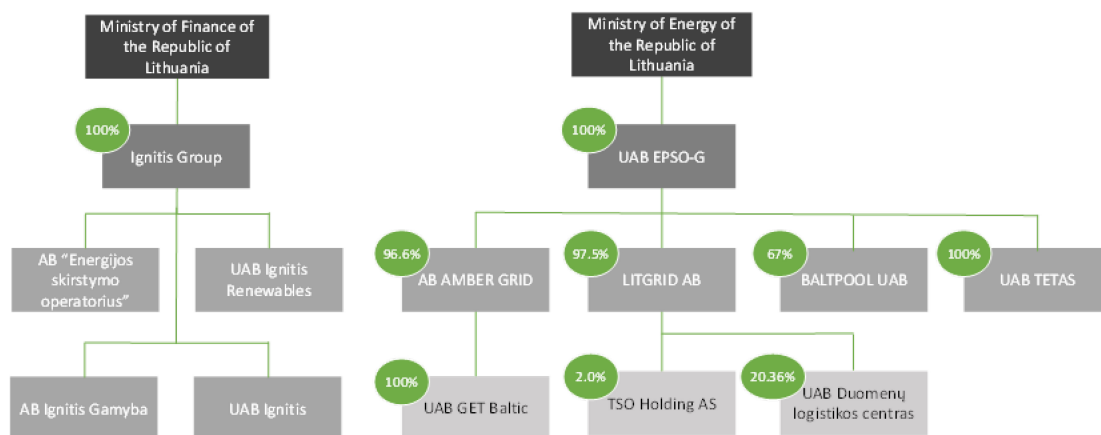 Ministry of Finance of
the Republic of
Lithuania
Ministry of Energy of
the Republic of
Lithuania
100%
Ignitis Group
100%
UAB EPSO-G
AB “Energijos
skirstymo
operatorius”
UAB Ignitis
Renewables
96.6%
AB AMBER GRID
97.5%
LITGRID AB
67%
BALTPOOL UAB
100%
UAB TETAS
AB Ignitis Gamyba
UAB Ignitis
100%
UAB GET Baltic
2.0%
TSO Holding AS
20.36%
UAB Duomenų
logistikos centras